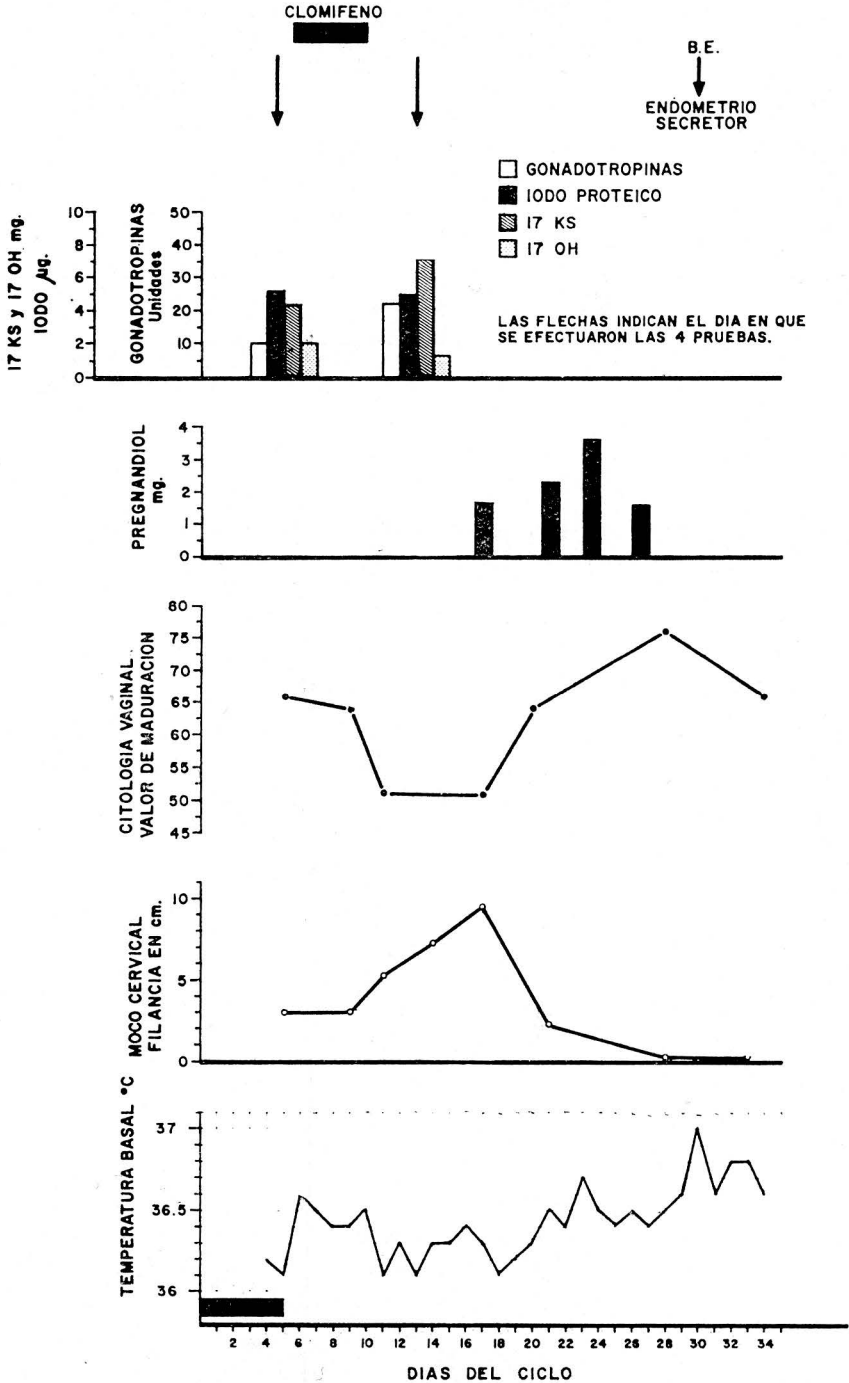 CLOMIFENO
B.E.
ENDOMETRIO
SECRETOR
GONADOTROPINAS
IODO PROTEICO
17 KS
17 OH
LAS FLECHAS INDICAN EL DIA EN QUE
SE EFECTUARON LAS 4 PRUEBAS.
17 KS y 17 OH mg.
IODO µg.
10
8
6
4
2
0
GONADOTROPINAS
Unidades
50
40
30
20
10
PREGNANDIOL
mg.
4
3
2
1
0
CITOLOGIA VAGINAL
VALOR DE MADURACION
80
75
70
65
60
55
50
45
MOCO CERVICAL
FILANCIA EN cm.
10
5
0
TEMPERATURA BASAL °C
37
36.5
36
2 4 6 8 10 12 14 16 18 20 22 24 26 28 30 32 34
DIAS DEL CICLO